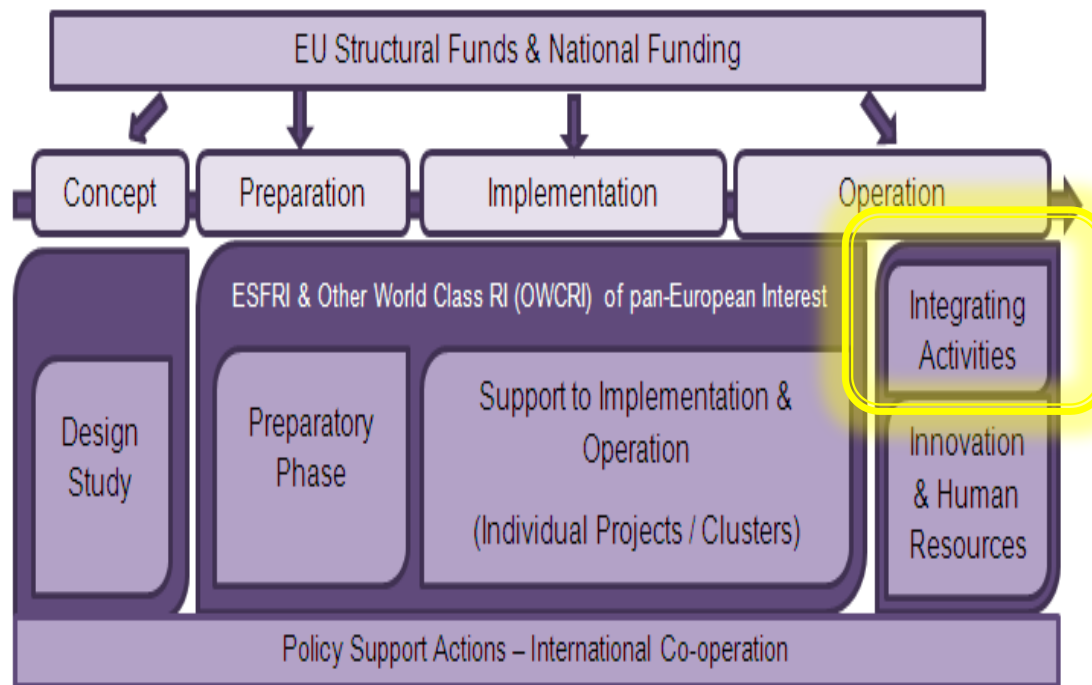 EU Structural Funds & National Funding
Concept
Preparation
Implementation
Operation
ESFRI & Other World Class RI (OWCRI) of pan-European Interest
Design
Study
Preparatory
Phase
Support to Implementation &
Operation
(Individual Projects / Clusters)
Integrating
Activities
Innovation
& Human
Resources
Policy Support Actions – International Co-operation